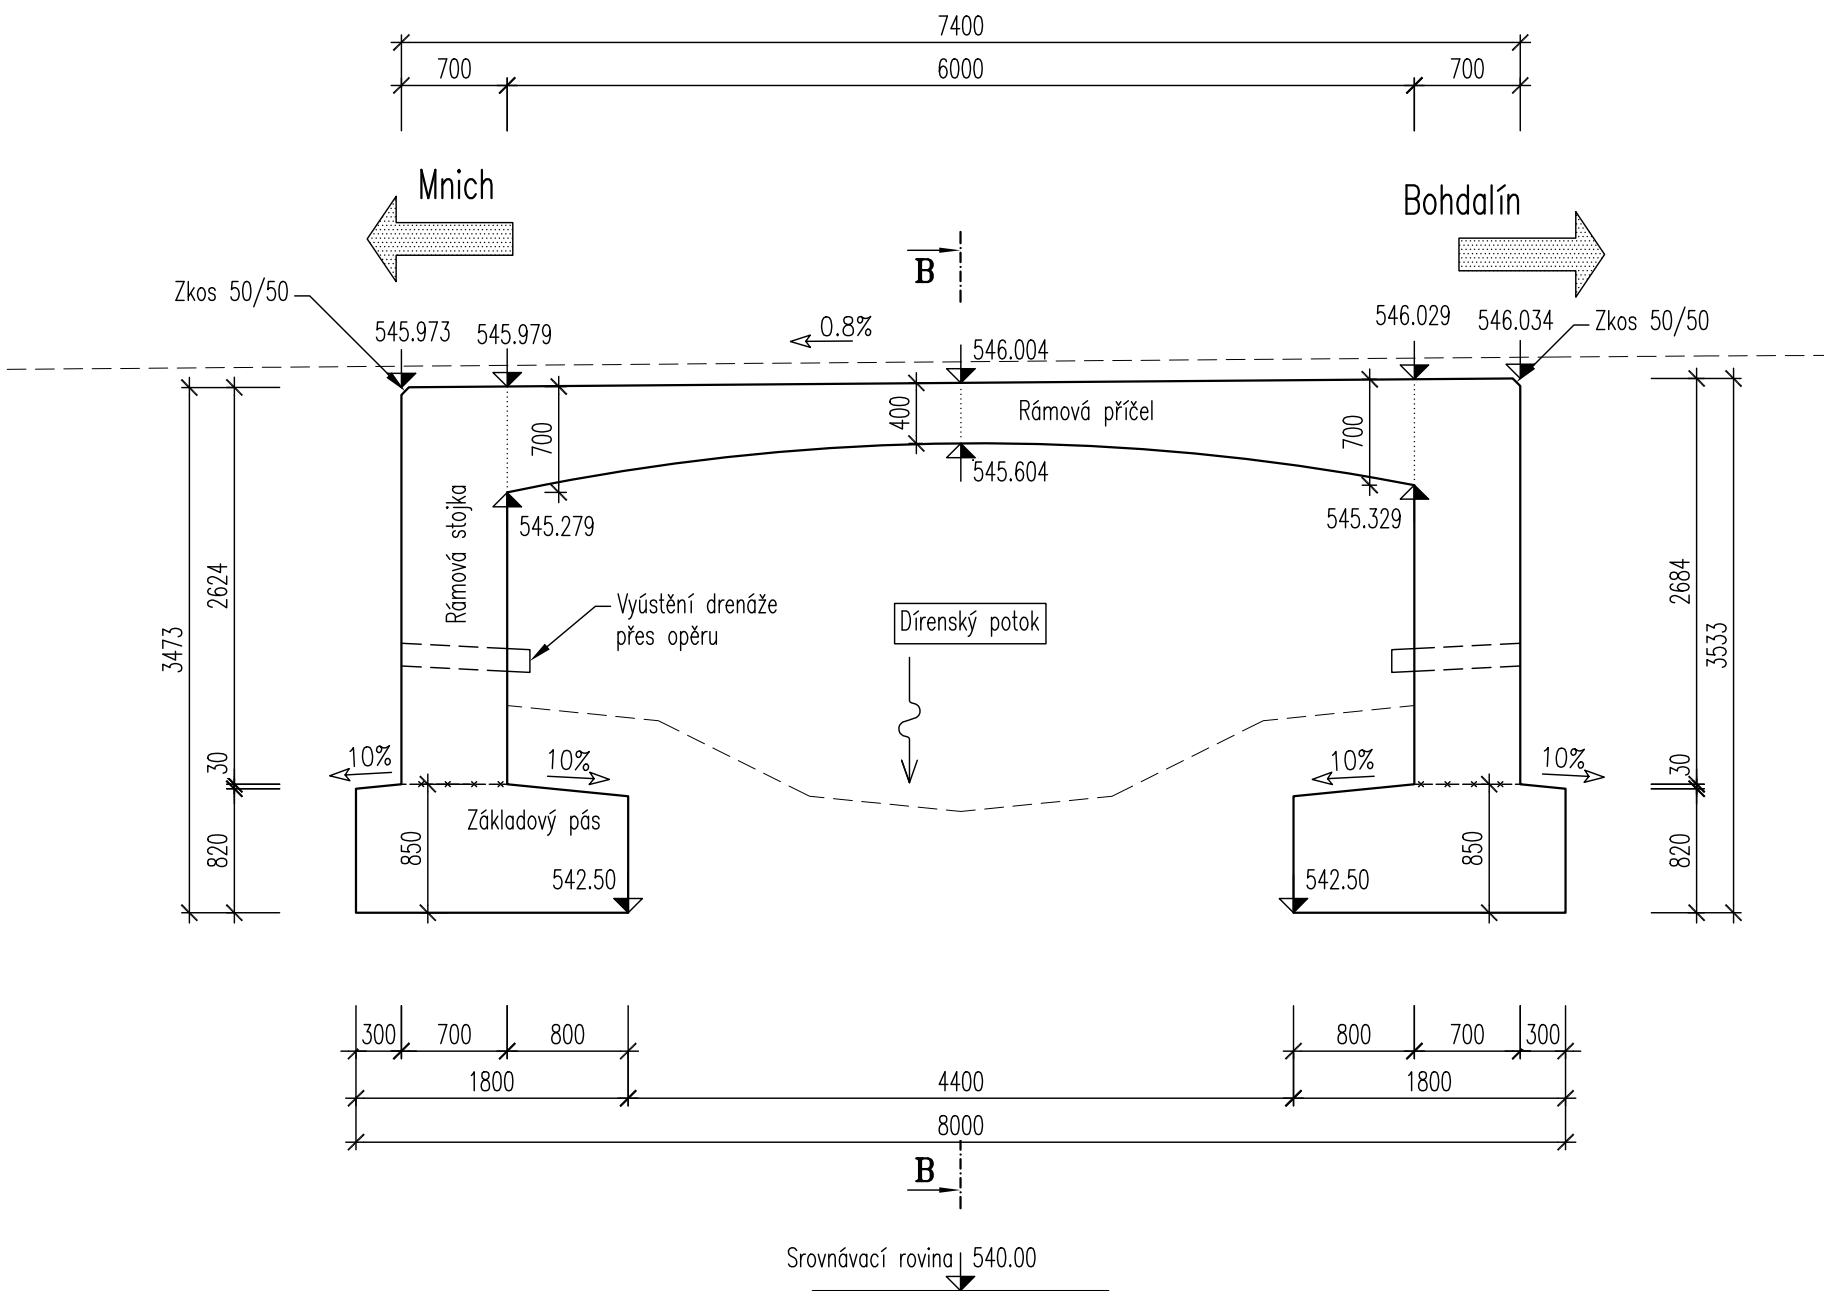 7400
700 6000 700
Mnich
Bohdalín
B
Zkos 50/50
545.973 545.979
0.8%
546.004
546.029 546.034
Zkos 50/50
700
400
Rámová příčel
700
545.604
545.279
545.329
Rámová stojka
2624
3473
30
820
Vyústění drenáže
přes opěru
Dírenský potok
2684
3533
30
820
10%
10%
10%
10%
Základový pás
850
542.50
542.50
850
300 700 800
800 700 300
1800 4400 1800
8000
B
Srovnávací rovina 540.00